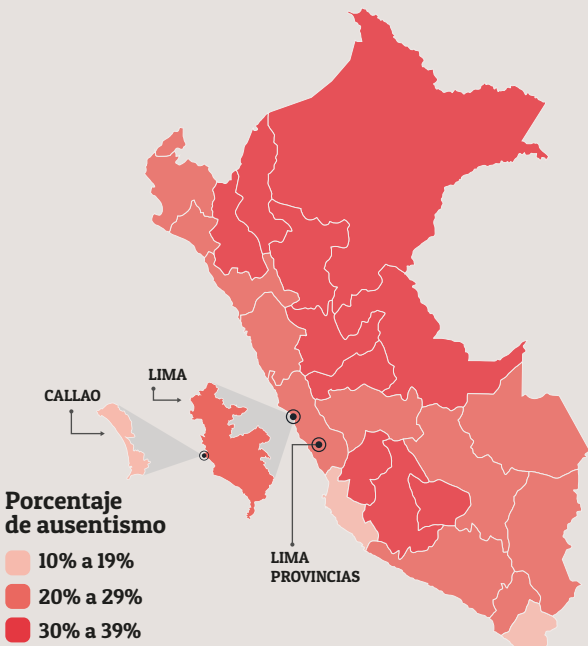 LIMA
CALLAO
Porcentaje
de ausentismo
10% a 19%
20% a 29%
30% a 39%
LIMA
PROVINCIAS